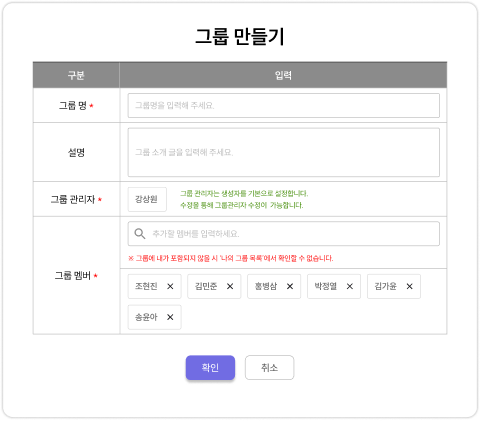 그룹 만들기
구분 입력
그룹 명 * 그룹명을 입력해 주세요.
설명 그룹 소개 글을 입력해 주세요.
그룹 관리자 * 강상원 그룹 관리자는 생성자를 기본으로 설정합니다.
수정을 통해 그룹관리자 수정이 가능합니다.
추가할 멤버를 입력하세요.
※ 그룹에 내가 포함되지 않을 시 '나의 그룹 목록'에서 확인할 수 없습니다.
그룹 멤버 *
조현진 × 김민준 × 홍병삼 × 박정열 × 김가윤 ×
송윤아 ×
확인 취소